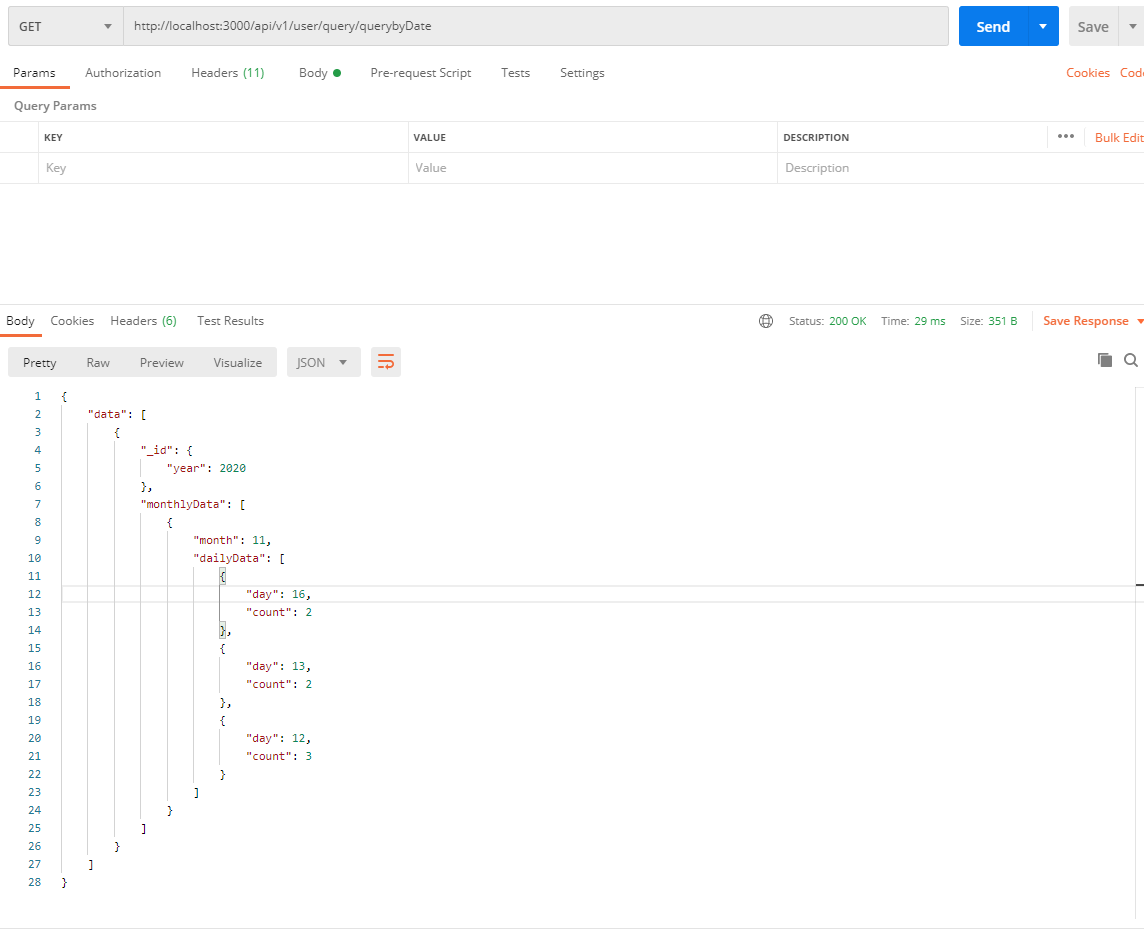 GET http://localhost:3000/api/v1/user/query/querybyDate Send Save
Params Authorization Headers (11) Body Pre-request Script Tests Settings Cookies Code
Query Params
KEY VALUE DESCRIPTION ••• Bulk Edit
Key Value Description
Body Cookies Headers (6) Test Results Status: 200 OK Time: 29 ms Size: 351 B Save Response
Pretty Raw Preview Visualize JSON
1 {
2 "data": [
3 {
4 "_id": {
5 "year": 2020
6 },
7 "monthlyData": [
8 {
9 "month": 11,
10 "dailyData": [
11 {
12 "day": 16,
13 "count": 2
14 },
15 {
16 "day": 13,
17 "count": 2
18 },
19 {
20 "day": 12,
21 "count": 3
22 }
23 ]
24 }
25 ]
26 }
27 ]
28 }